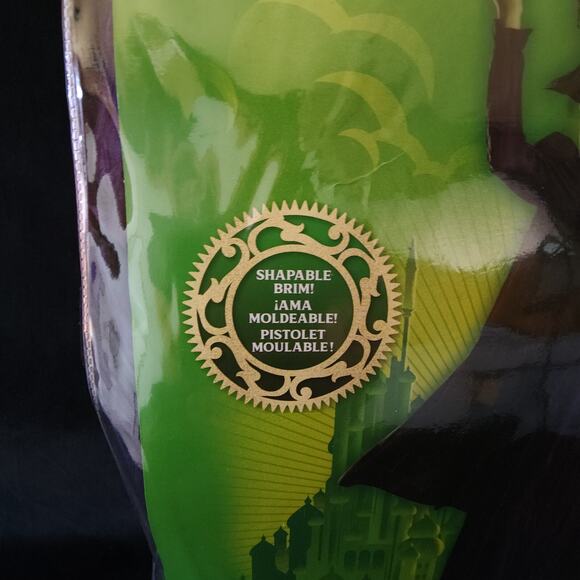 SHAPABLE
BRIM!
¡AMA
MOLDEABLE!
PISTOLET
MOULABLE!